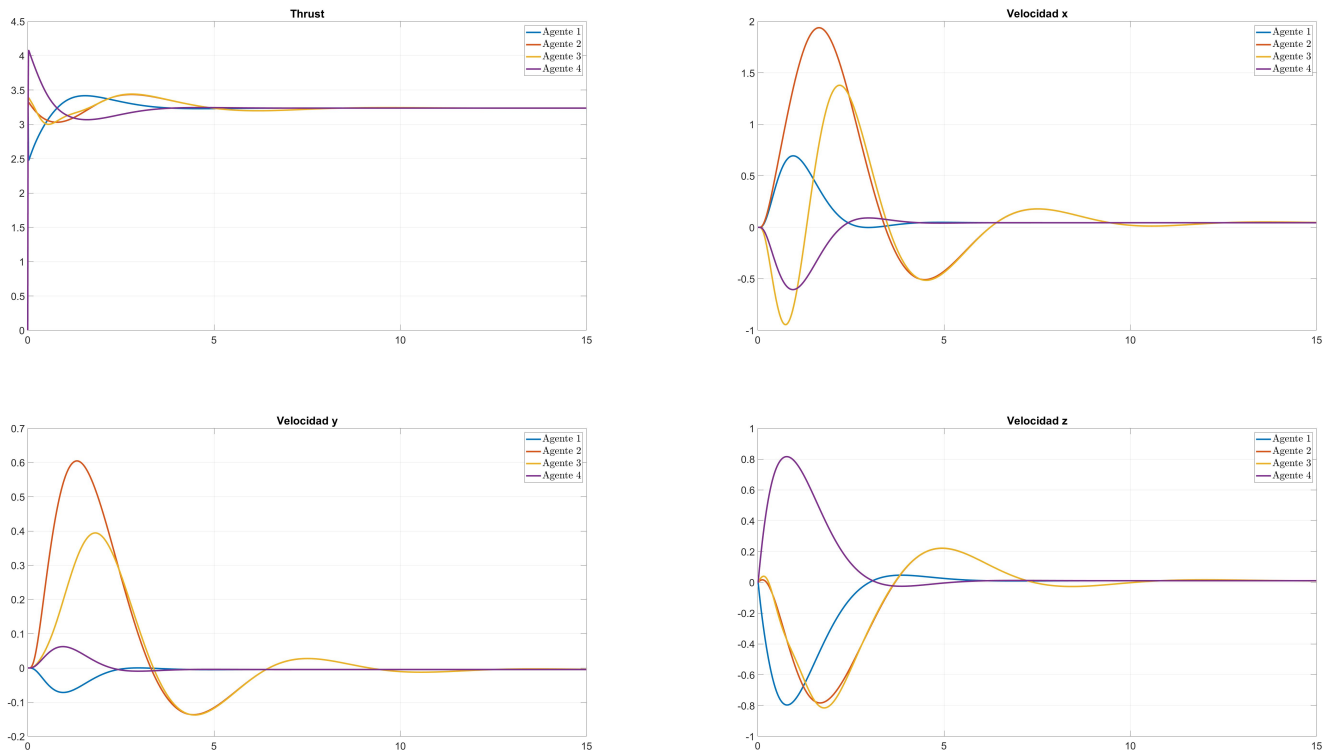 Thrust
4.5
4
3.5
3
2.5
2
1.5
1
0.5
0
0 5 10 15
Agente 1
Agente 2
Agente 3
Agente 4
Velocidad x
2
1.5
1
0.5
0
-0.5
-1
0 5 10 15
Agente 1
Agente 2
Agente 3
Agente 4
Velocidad y
0.7
0.6
0.5
0.4
0.3
0.2
0.1
0
-0.1
-0.2
0 5 10 15
Agente 1
Agente 2
Agente 3
Agente 4
Velocidad z
1
0.8
0.6
0.4
0.2
0
-0.2
-0.4
-0.6
-0.8
-1
0 5 10 15
Agente 1
Agente 2
Agente 3
Agente 4